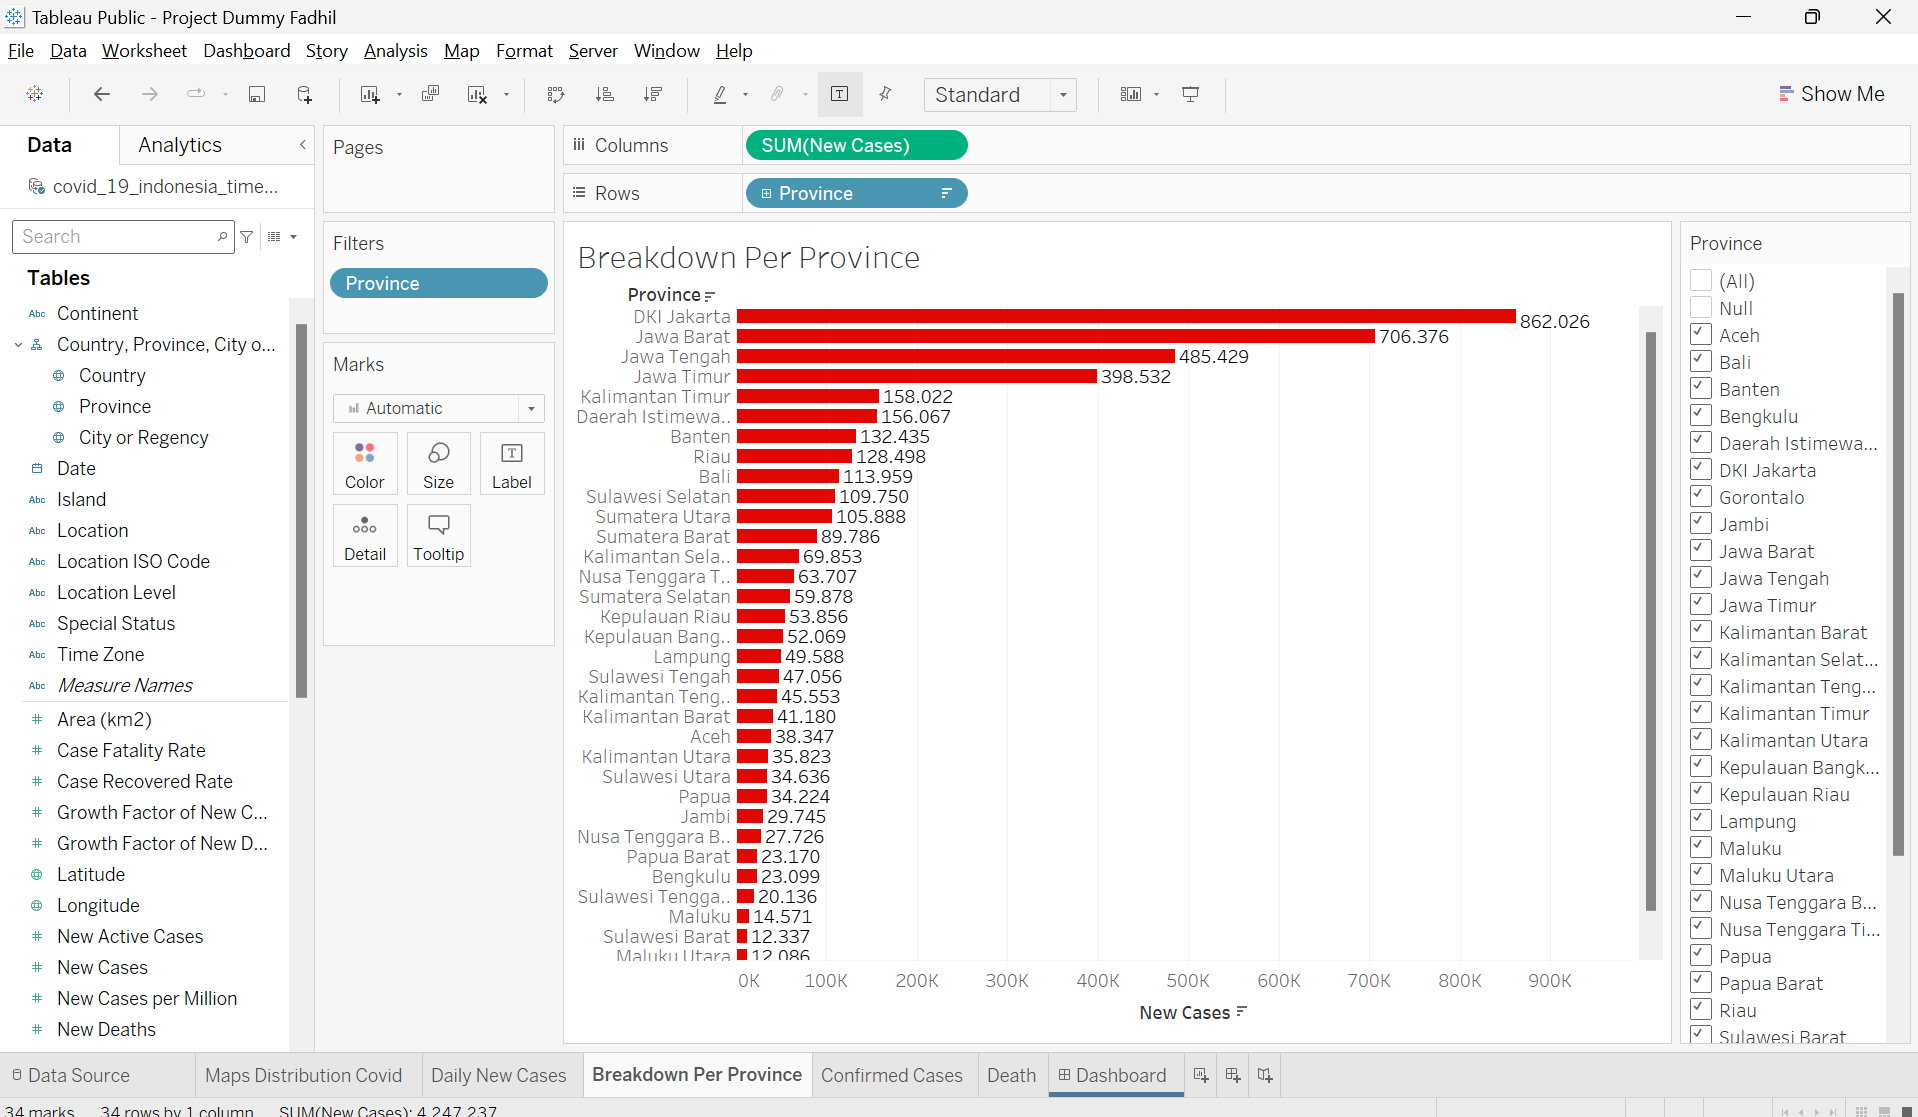 Tableau Public - Project Dummy Fadhil
File Data Worksheet Dashboard Story Analysis Map Format Server Window Help
Standard
Show Me
Data
Analytics
covid_19_indonesia_time...
Search
Tables
Abc Continent
Country, Province, City o...
Country
Province
City or Regency
Date
Abc Island
Abc Location
Abc Location ISO Code
Abc Location Level
Abc Special Status
Abc Time Zone
Abc Measure Names
# Area (km2)
# Case Fatality Rate
# Case Recovered Rate
# Growth Factor of New C...
# Growth Factor of New D...
Latitude
Longitude
# New Active Cases
# New Cases
# New Cases per Million
# New Deaths
Pages
Filters
Province
Marks
Automatic
Color
Size
Label
Detail
Tooltip
Columns
SUM(New Cases)
Rows
Province
Breakdown Per Province
Province
DKI Jakarta 862.026
Jawa Barat 706.376
Jawa Tengah 485.429
Jawa Timur 398.532
Kalimantan Timur 158.022
Daerah Istimewa.. 156.067
Banten 132.435
Riau 128.498
Bali 113.959
Sulawesi Selatan 109.750
Sumatera Utara 105.888
Sumatera Barat 89.786
Kalimantan Sela.. 69.853
Nusa Tenggara T.. 63.707
Sumatera Selatan 59.878
Kepulauan Riau 53.856
Kepulauan Bang.. 52.069
Lampung 49.588
Sulawesi Tengah 47.056
Kalimantan Teng.. 45.553
Kalimantan Barat 41.180
Aceh 38.347
Kalimantan Utara 35.823
Sulawesi Utara 34.636
Papua 34.224
Jambi 29.745
Nusa Tenggara B.. 27.726
Papua Barat 23.170
Bengkulu 23.099
Sulawesi Tengga.. 20.136
Maluku 14.571
Sulawesi Barat 12.337
Maluku Utara 12.086
0K 100K 200K 300K 400K 500K 600K 700K 800K 900K
New Cases
Province
(All)
Null
Aceh
Bali
Banten
Bengkulu
Daerah Istimewa...
DKI Jakarta
Gorontalo
Jambi
Jawa Barat
Jawa Tengah
Jawa Timur
Kalimantan Barat
Kalimantan Selat...
Kalimantan Teng...
Kalimantan Timur
Kalimantan Utara
Kepulauan Bangk...
Kepulauan Riau
Lampung
Maluku
Maluku Utara
Nusa Tenggara B...
Nusa Tenggara Ti...
Papua
Papua Barat
Riau
Sulawesi Barat
Data Source
Maps Distribution Covid
Daily New Cases
Breakdown Per Province
Confirmed Cases
Death
Dashboard
34 marks 34 rows by 1 column SUM(New Cases): 4.247.237